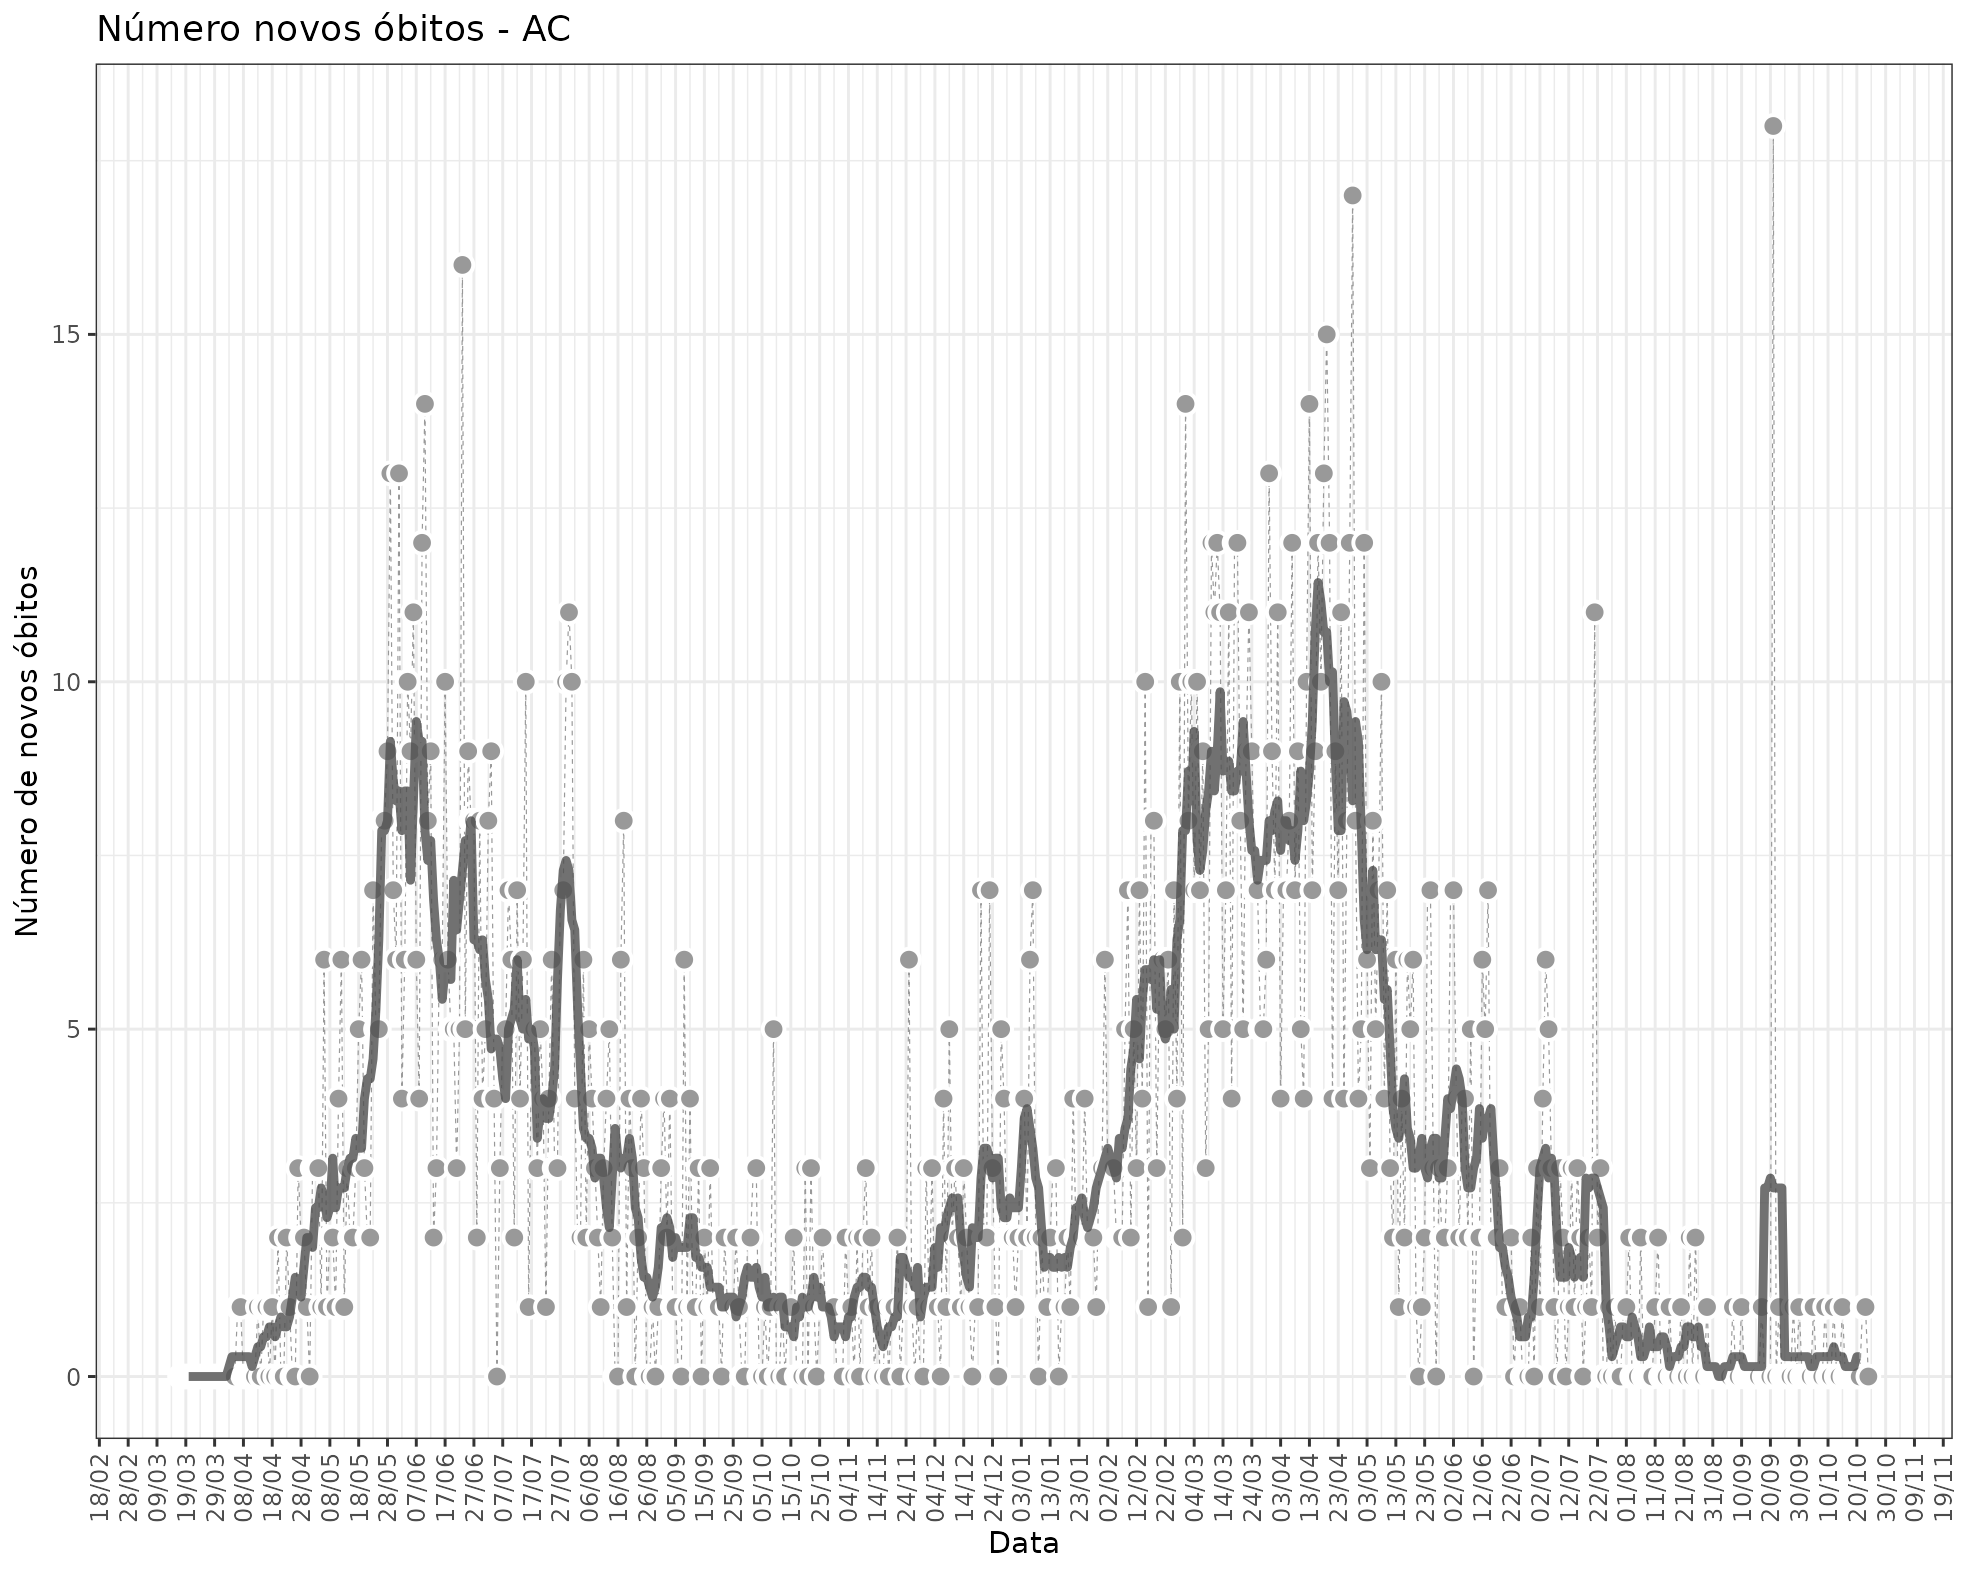 Número novos óbitos - AC
Número de novos óbitos
15
10
5
0
18/02 28/02 09/03 19/03 29/03 08/04 18/04 28/04 08/05 18/05 28/05 07/06 17/06 27/06 07/07 17/07 27/07 06/08 16/08 26/08 05/09 15/09 25/09 05/10 15/10 25/10 04/11 14/11 24/11 04/12 14/12 24/12 03/01 13/01 23/01 02/02 12/02 22/02 04/03 14/03 24/03 03/04 13/04 23/04 03/05 13/05 23/05 02/06 12/06 22/06 02/07 12/07 22/07 01/08 11/08 21/08 31/08 10/09 20/09 30/09 10/10 20/10 30/10 09/11 19/11
Data